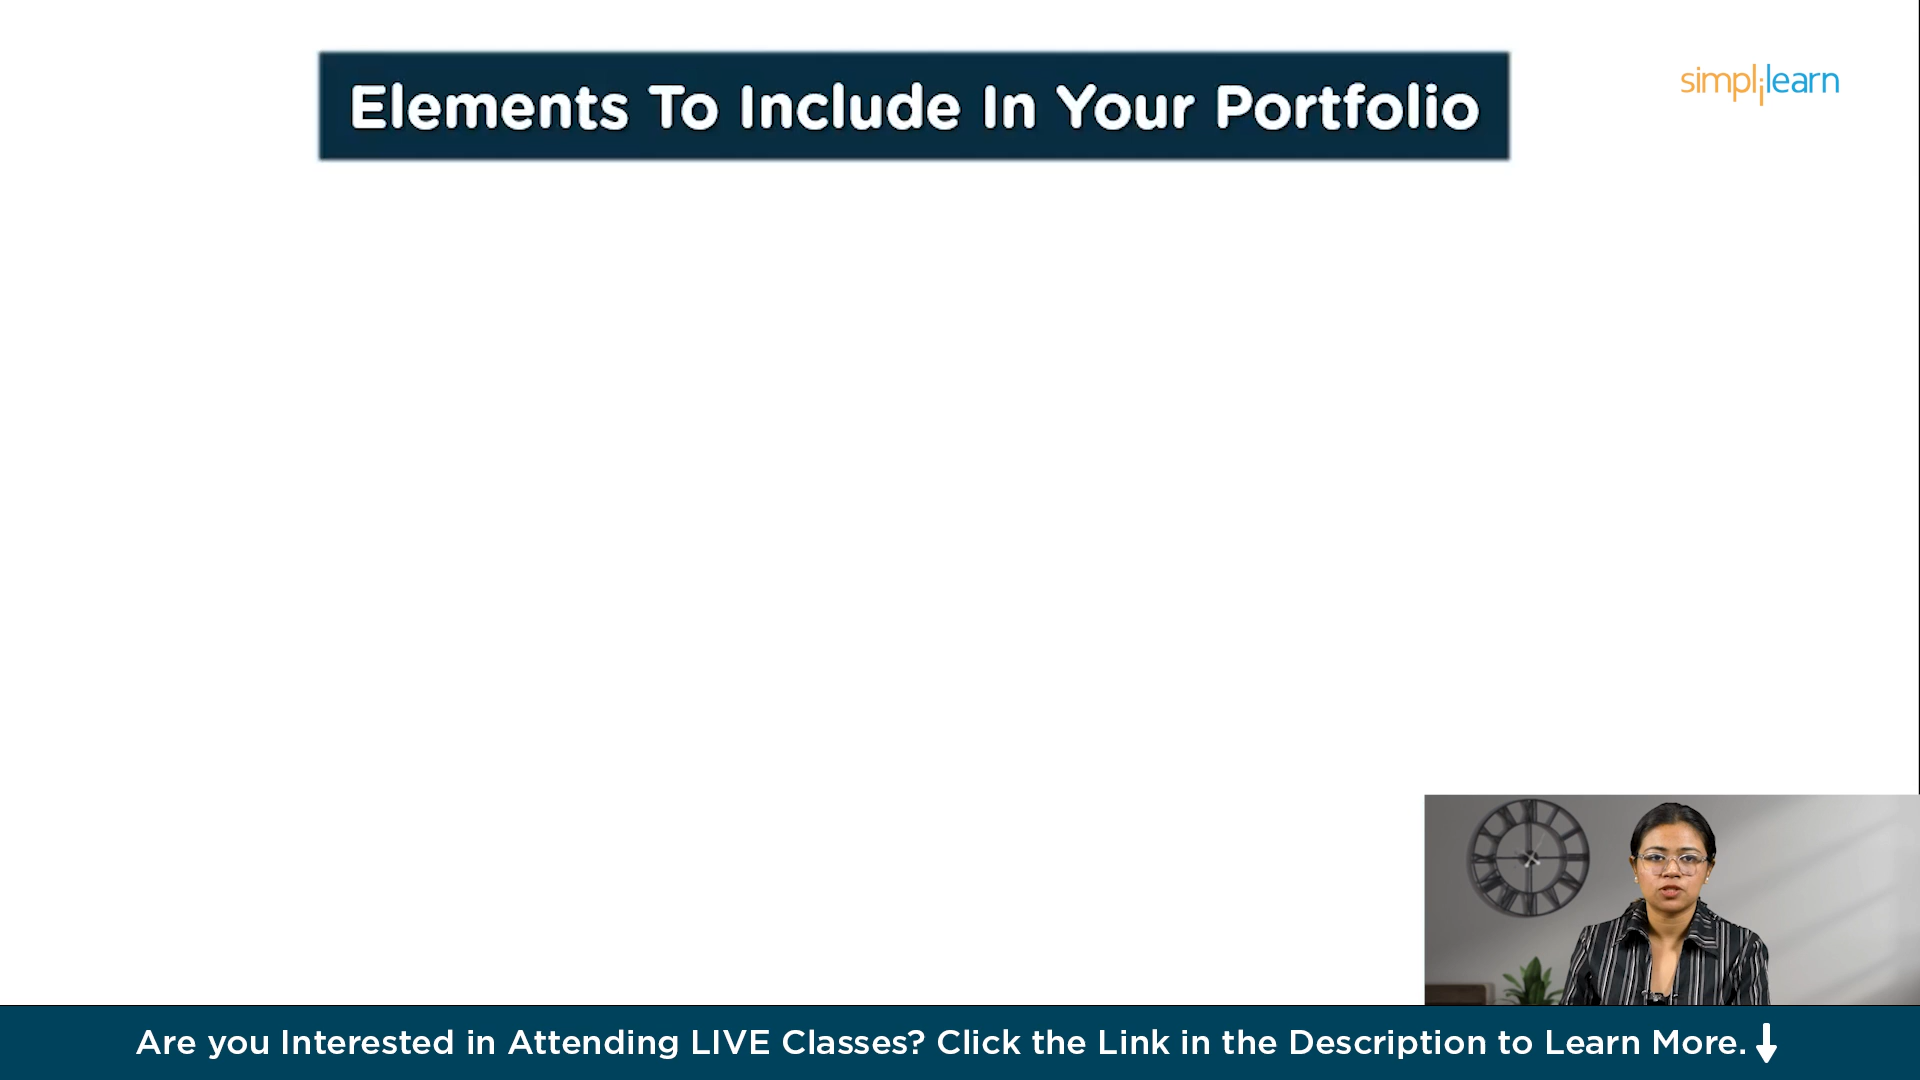 Elements To Include In Your Portfolio
simplilearn
Are you Interested in Attending LIVE Classes? Click the Link in the Description to Learn More.